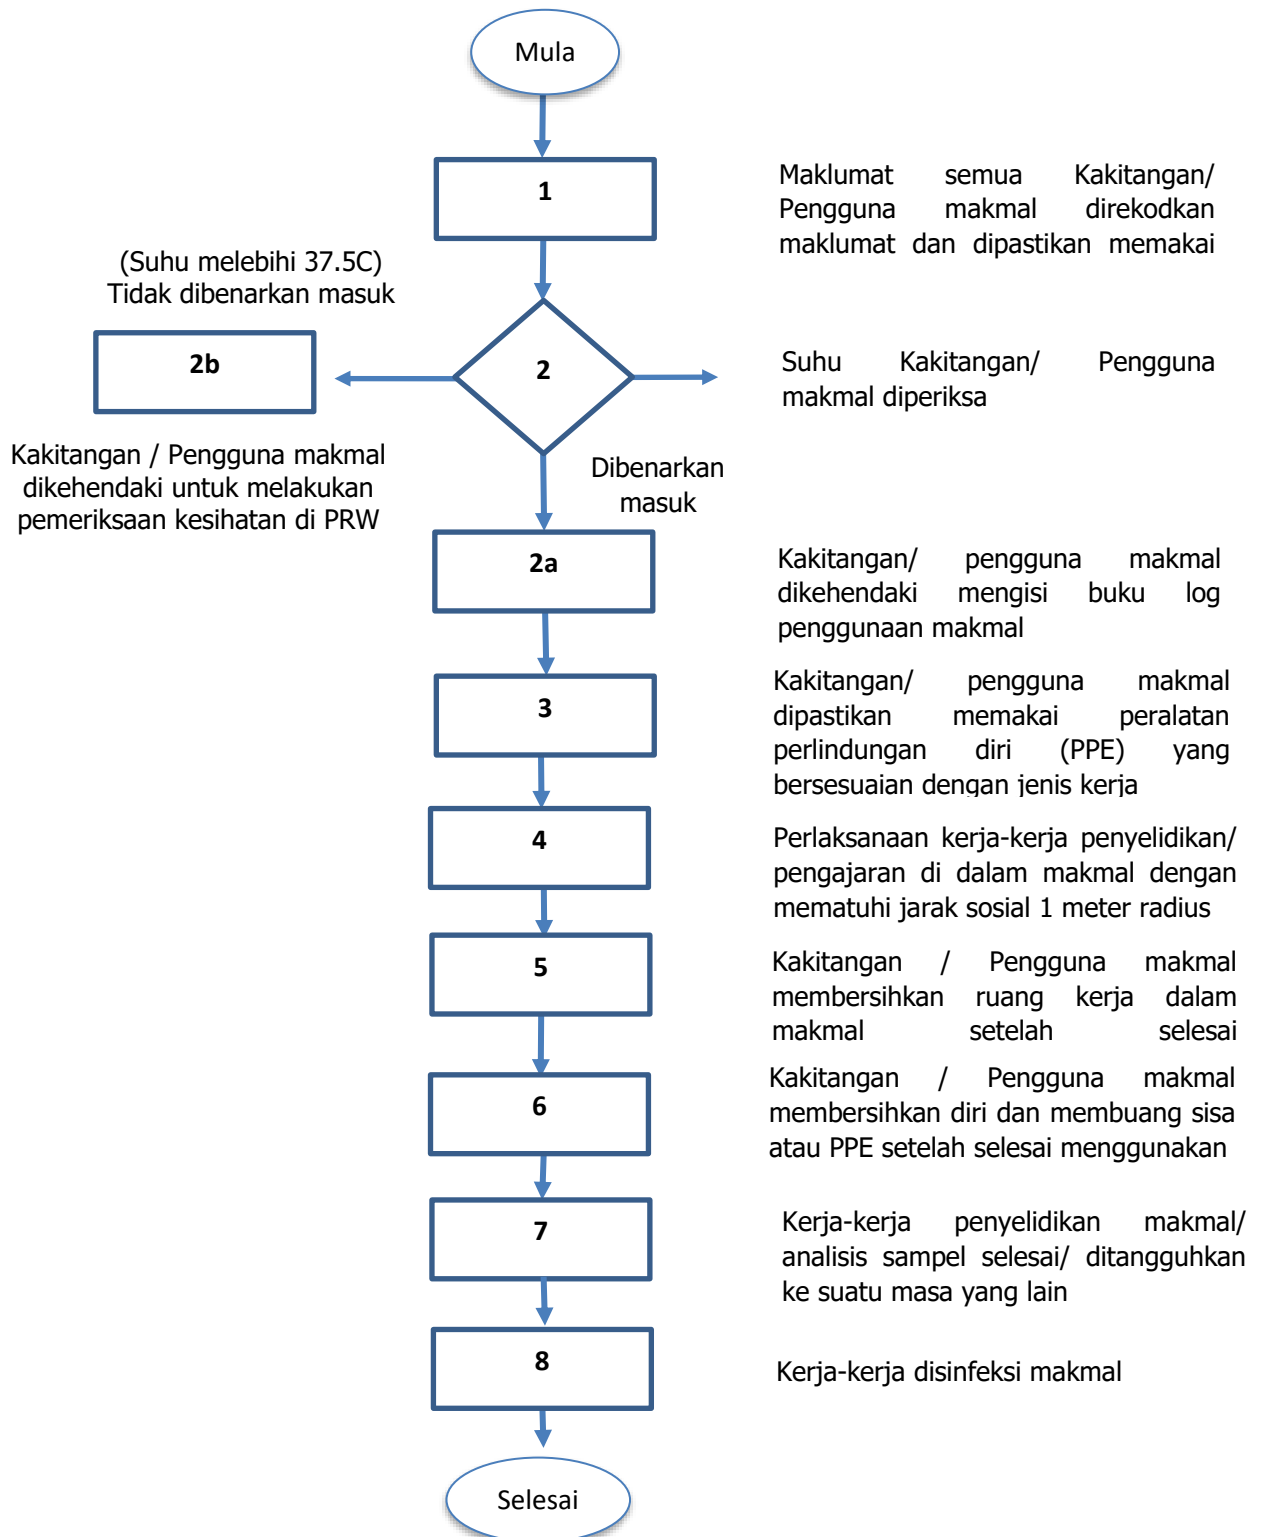 Mula
1
Maklumat semua Kakitangan/
Pengguna makmal direkodkan
maklumat dan dipastikan memakai
(Suhu melebihi 37.5C)
Tidak dibenarkan masuk
2b
2
Suhu Kakitangan/ Pengguna
makmal diperiksa
Kakitangan / Pengguna makmal
dikehendaki untuk melakukan
pemeriksaan kesihatan di PRW
Dibenarkan
masuk
2a
Kakitangan/ pengguna makmal
dikehendaki mengisi buku log
penggunaan makmal
3
Kakitangan/ pengguna makmal
dipastikan memakai peralatan
perlindungan diri (PPE) yang
bersesuaian dengan jenis kerja
4
Perlaksanaan kerja-kerja penyelidikan/
pengajaran di dalam makmal dengan
mematuhi jarak sosial 1 meter radius
5
Kakitangan / Pengguna makmal
membersihkan ruang kerja dalam
makmal setelah selesai
6
Kakitangan / Pengguna makmal
membersihkan diri dan membuang sisa
atau PPE setelah selesai menggunakan
7
Kerja-kerja penyelidikan makmal/
analisis sampel selesai/ ditangguhkan
ke suatu masa yang lain
8
Kerja-kerja disinfeksi makmal
Selesai